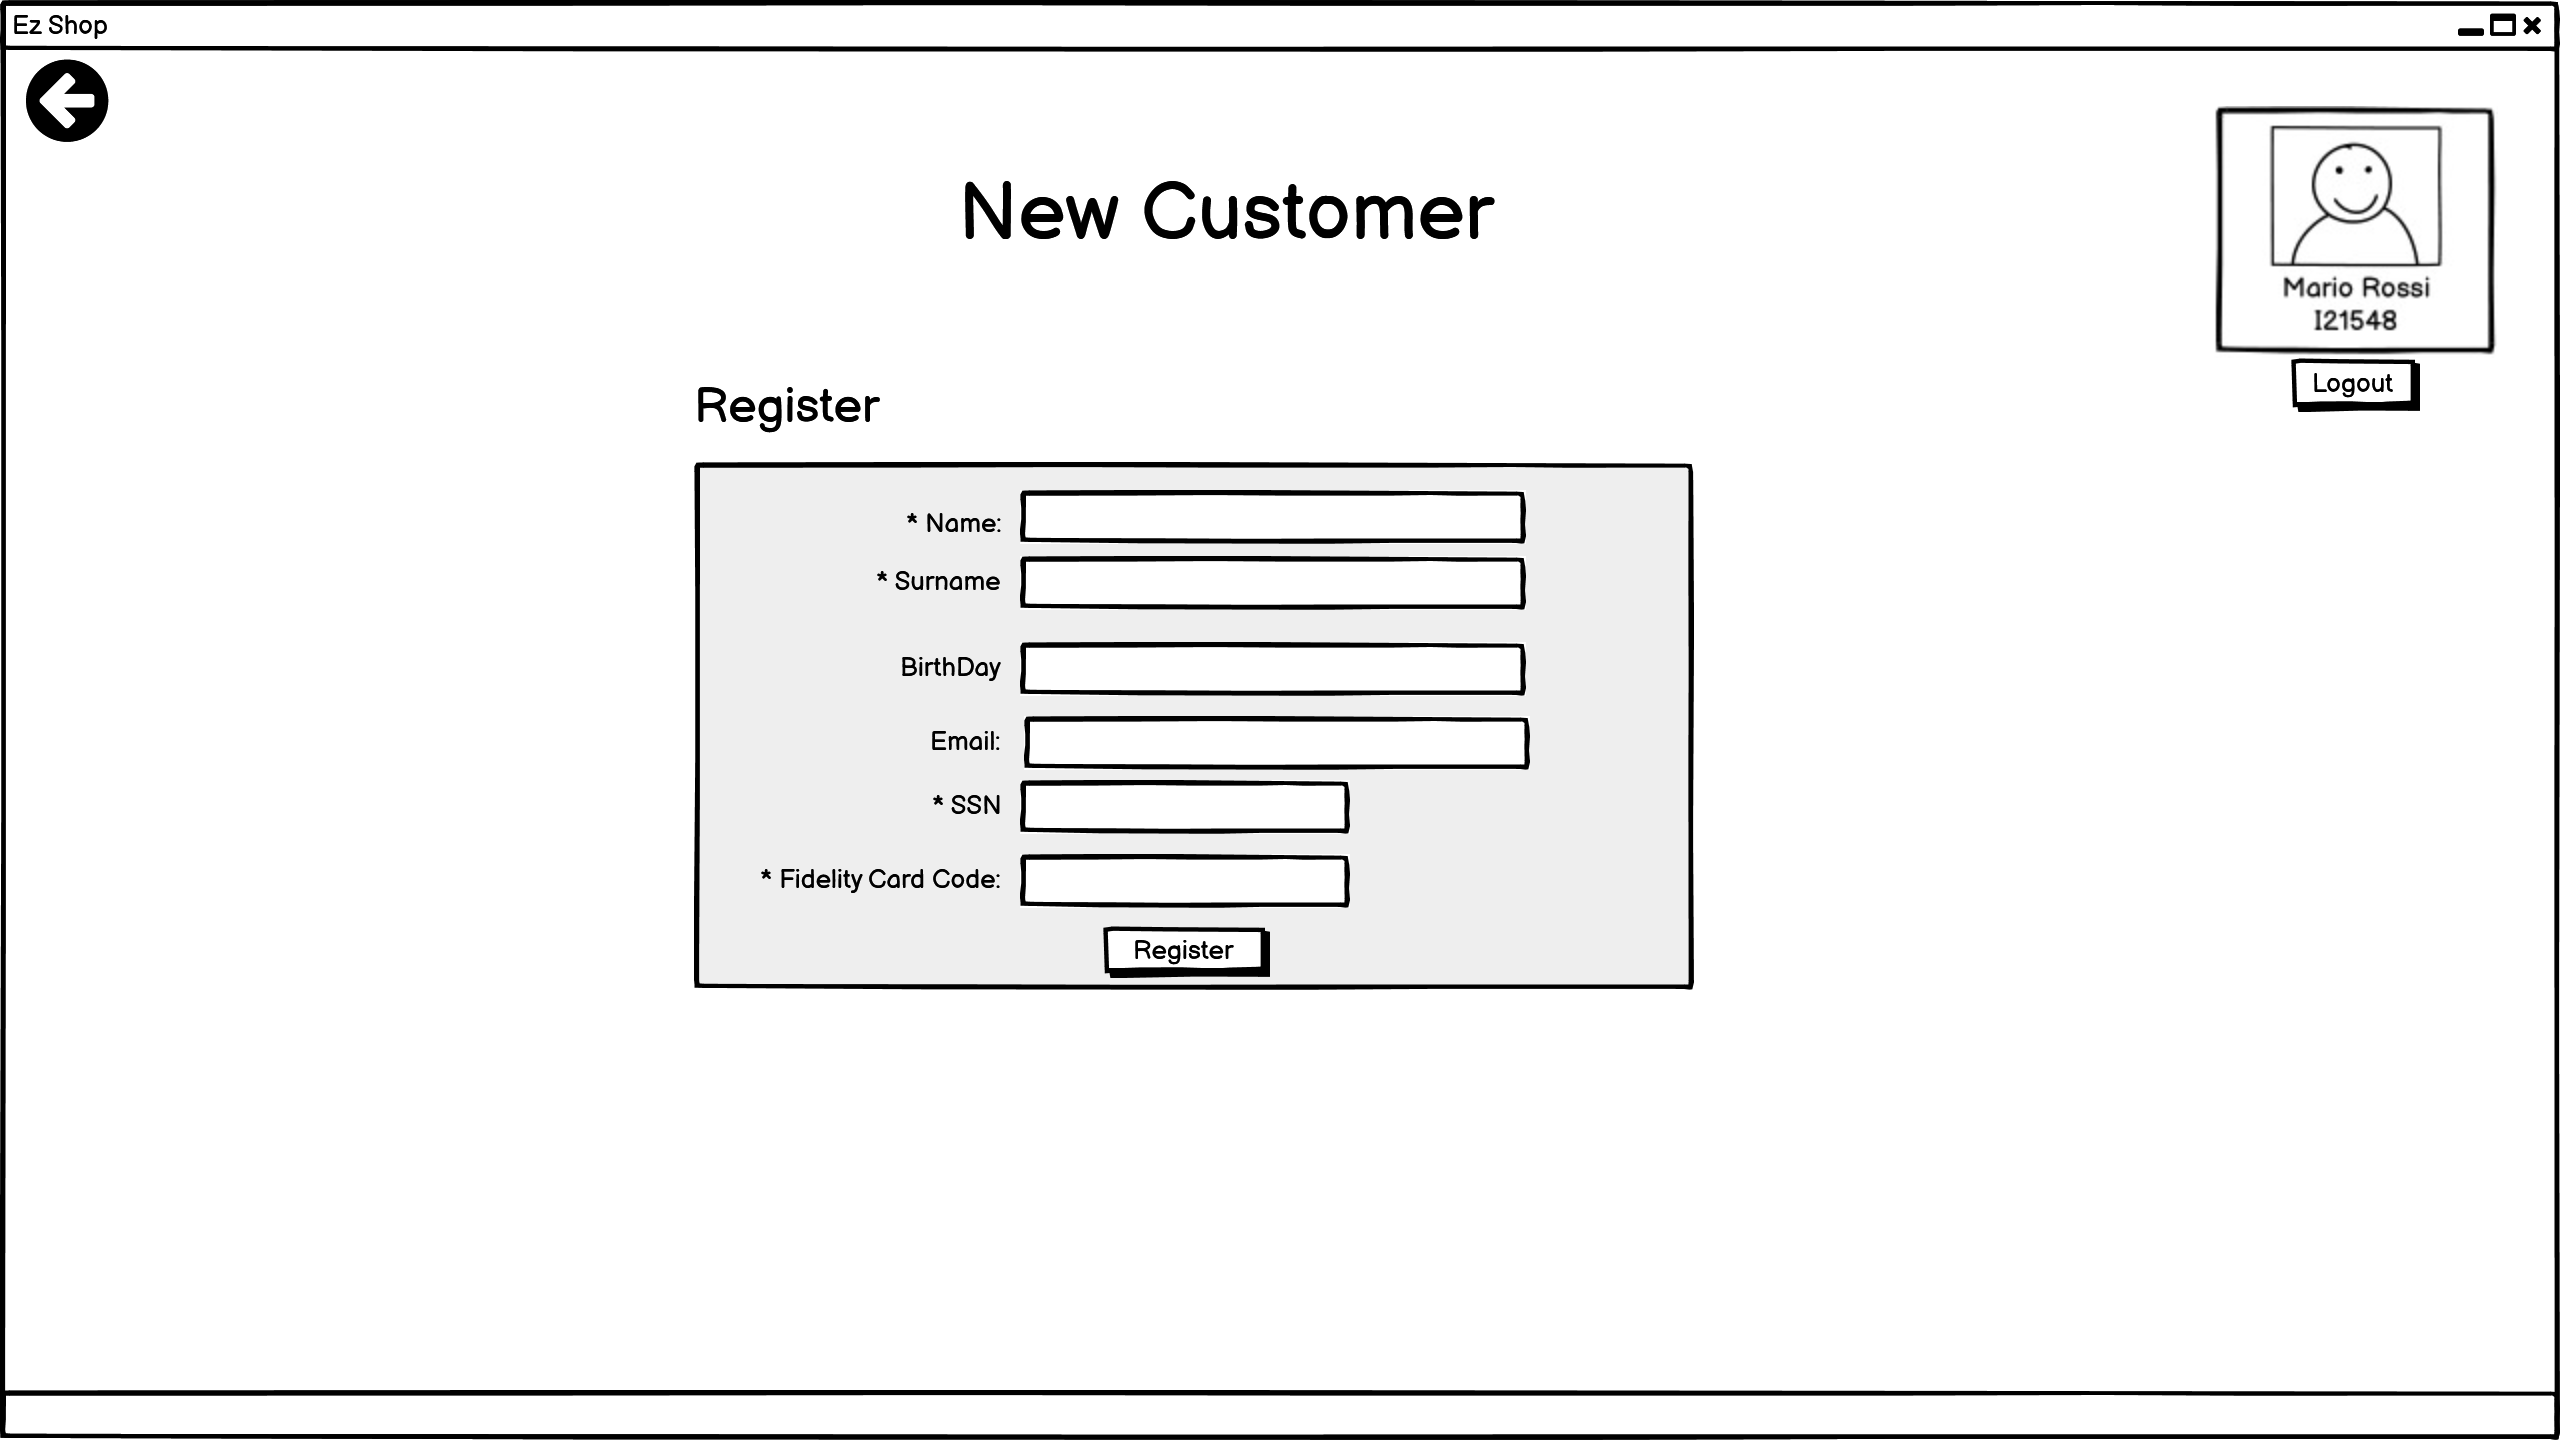 Ez Shop
New Customer
Mario Rossi
I21548
Logout
Register
* Name:
* Surname
BirthDay
Email:
* SSN
* Fidelity Card Code:
Register